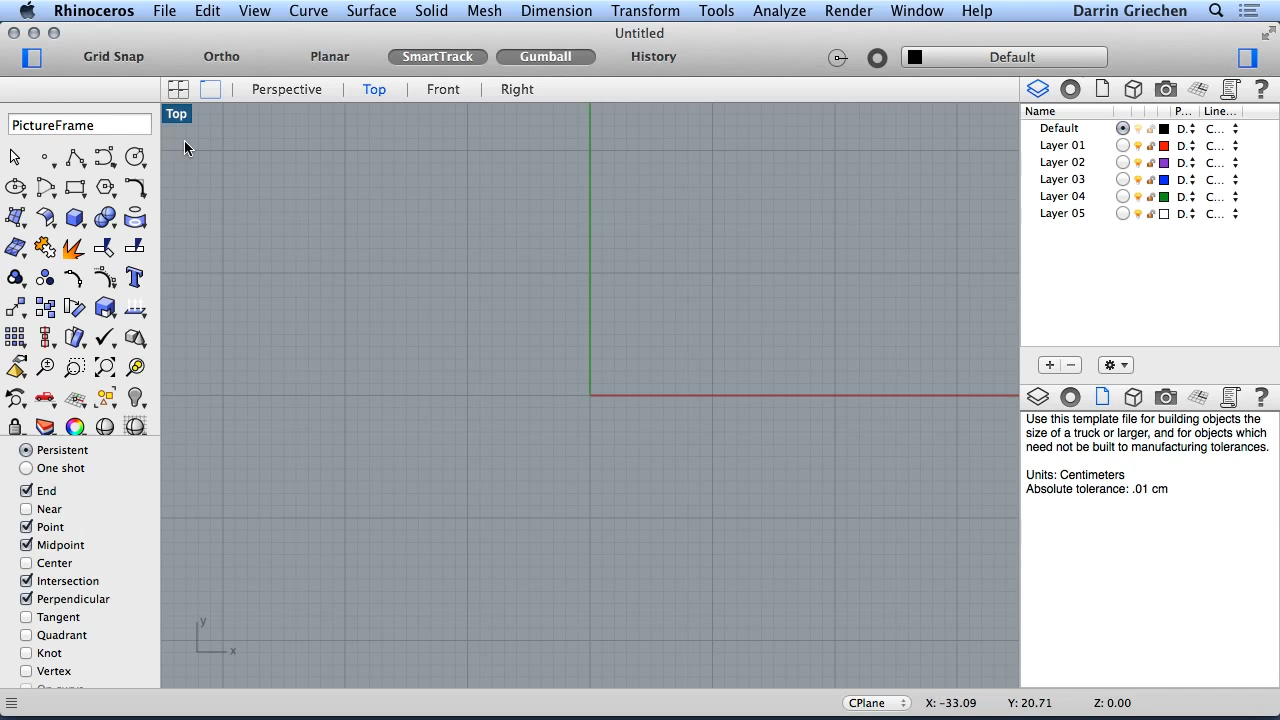 Rhinoceros File Edit View Curve Surface Solid Mesh Dimension Transform Tools Analyze Render Window Help Darrin Griechen
Untitled
Grid Snap Ortho Planar SmartTrack Gumball History Default
Perspective Top Front Right
Top
PictureFrame
Persistent
One shot
End
Near
Point
Midpoint
Center
Intersection
Perpendicular
Tangent
Quadrant
Knot
Vertex
y
x
Name P... Line...
Default D. C...
Layer 01 D. C...
Layer 02 D. C...
Layer 03 D. C...
Layer 04 D. C...
Layer 05 D. C...
Use this template file for building objects the
size of a truck or larger, and for objects which
need not be built to manufacturing tolerances.
Units: Centimeters
Absolute tolerance: .01 cm
CPlane X: -33.09 Y: 20.71 Z: 0.00